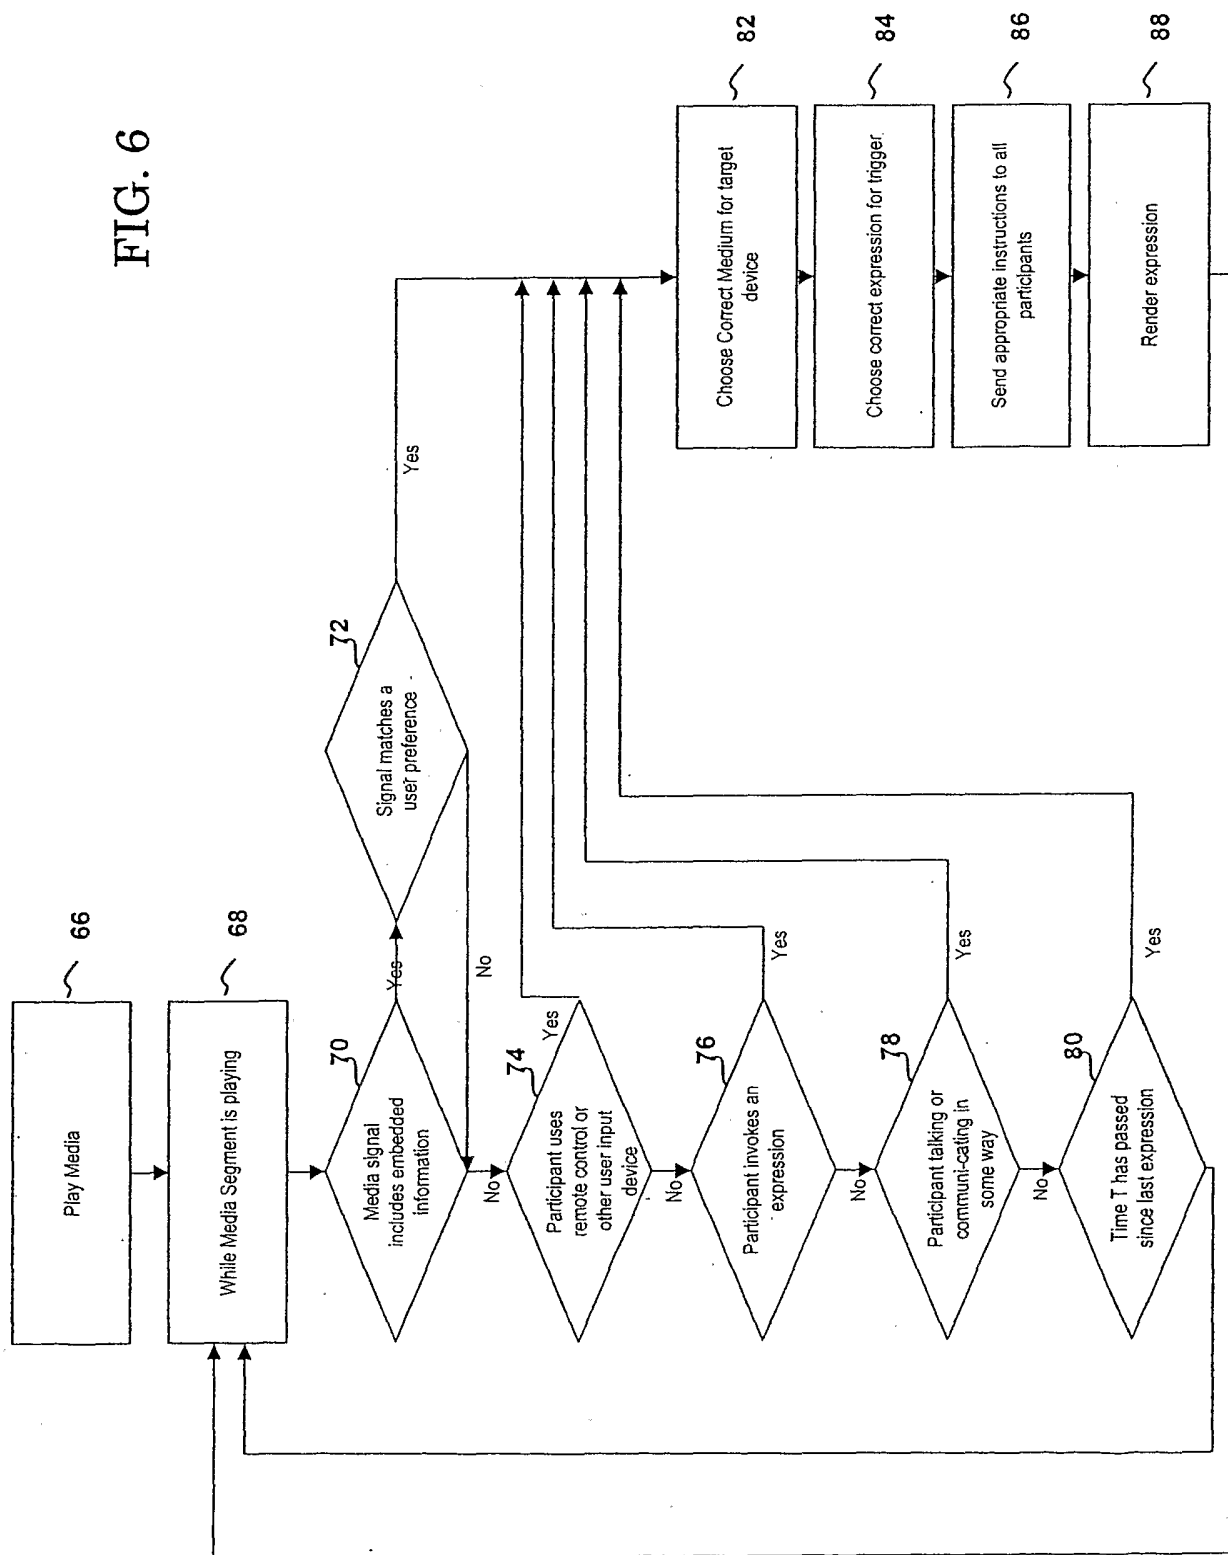 FIG. 6
Play Media
66
While Media Segment is playing
68
Media signal
includes embedded
information
70
Yes
No
Signal matches a
user preference
72
Yes
No
Participant uses
remote control or
other user input
device
74
Yes
No
Participant invokes an
expression
76
Yes
No
Participant talking or
communi-cating in
some way
78
Yes
No
Time T has passed
since last expression
80
Yes
Choose Correct Medium for target
device
82
Choose correct expression for trigger
84
Send appropriate instructions to all
participants
86
Render expression
88